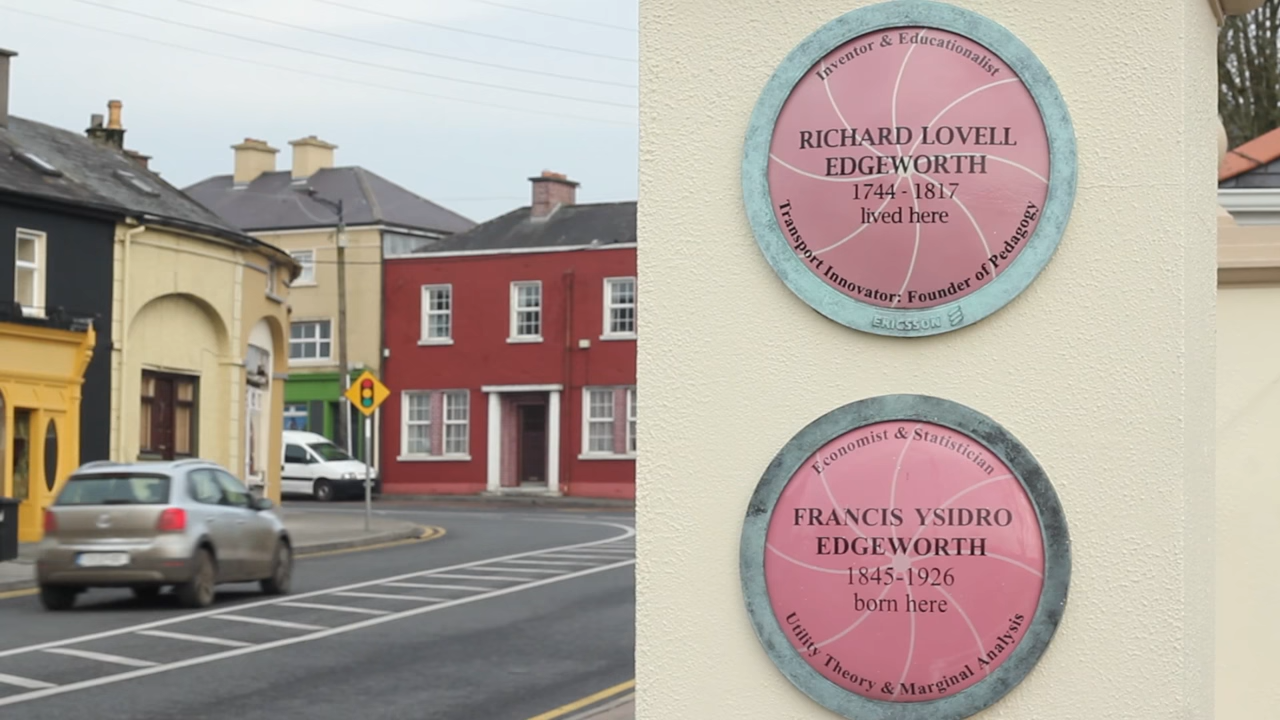 Inventor & Educationalist
RICHARD LOVELL
EDGEWORTH
1744 - 1817
lived here
Transport Innovator: Founder of Pedagogy
ERICSSON
Economist & Statistician
FRANCIS YSIDRO
EDGEWORTH
1845-1926
born here
Utility Theory & Marginal Analysis